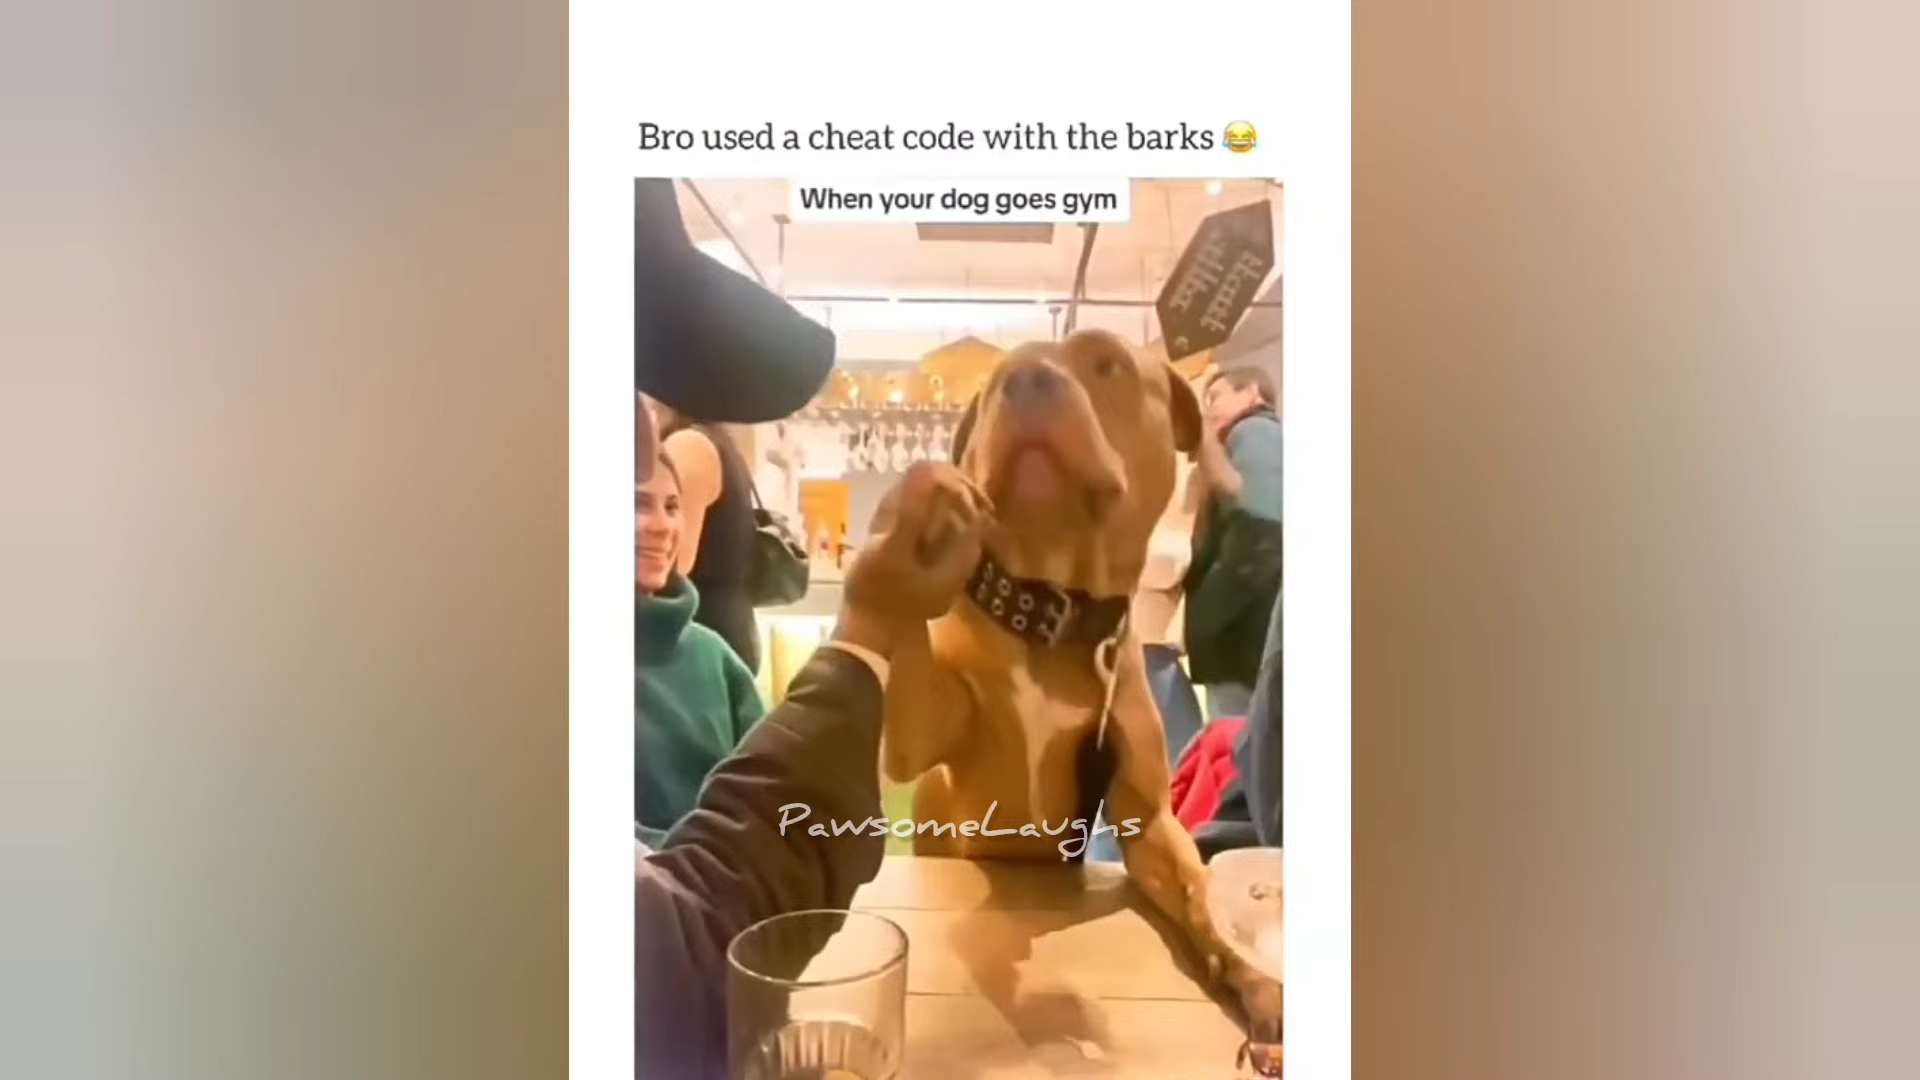 Bro used a cheat code with the barks 😂
When your dog goes gym
PawsomeLaughs